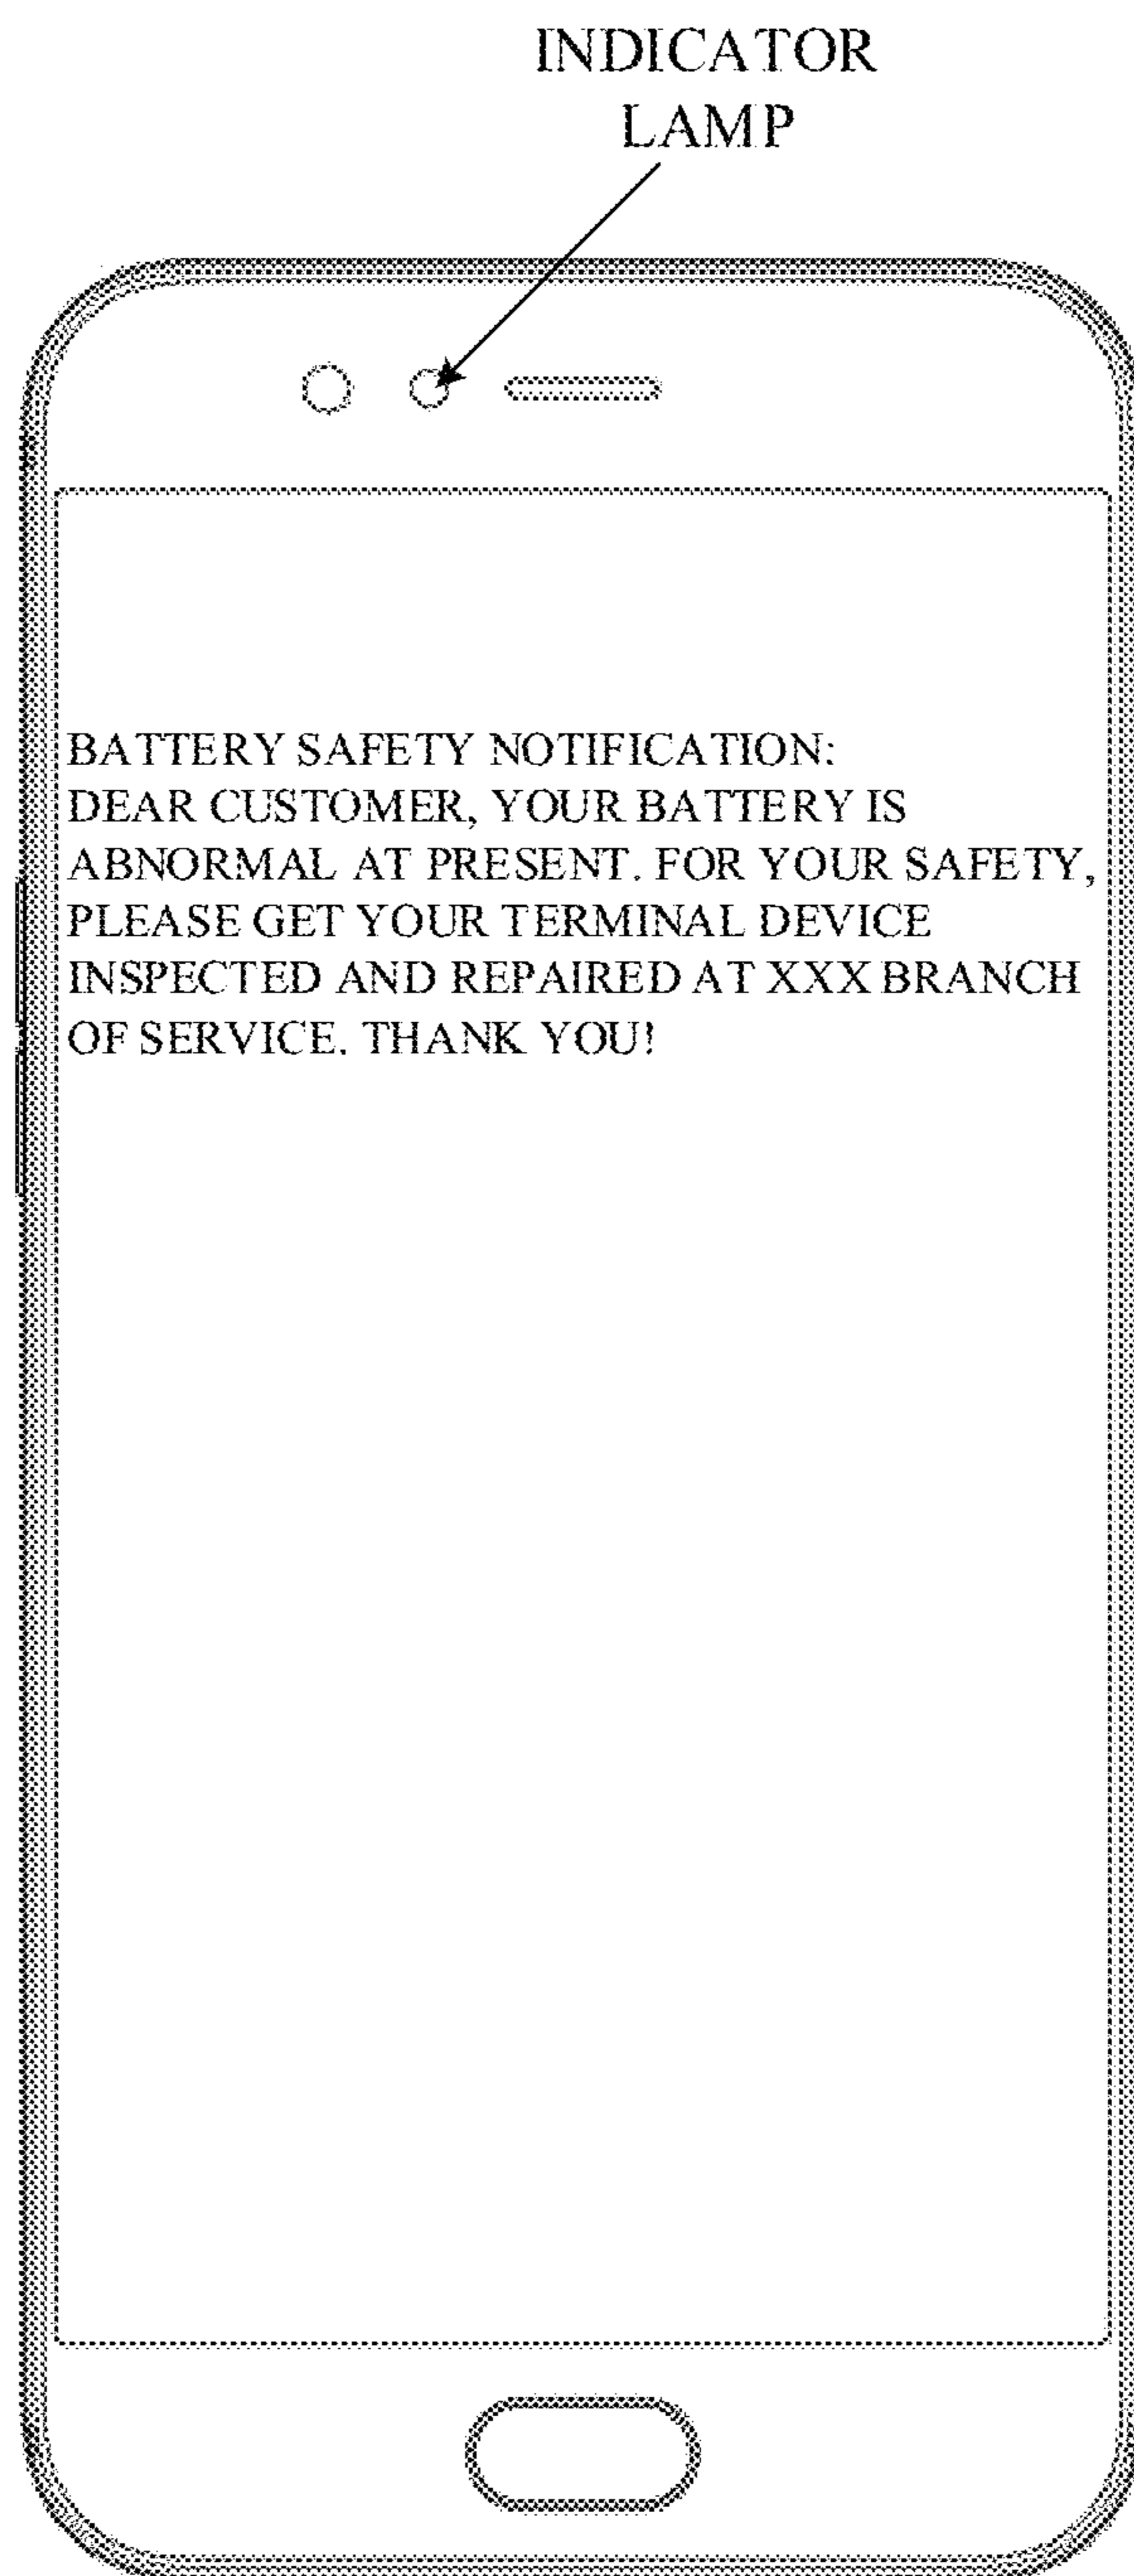 INDICATOR
LAMP
BATTERY SAFETY NOTIFICATION:
DEAR CUSTOMER, YOUR BATTERY IS
ABNORMAL AT PRESENT. FOR YOUR SAFETY,
PLEASE GET YOUR TERMINAL DEVICE
INSPECTED AND REPAIRED AT XXX BRANCH
OF SERVICE. THANK YOU!